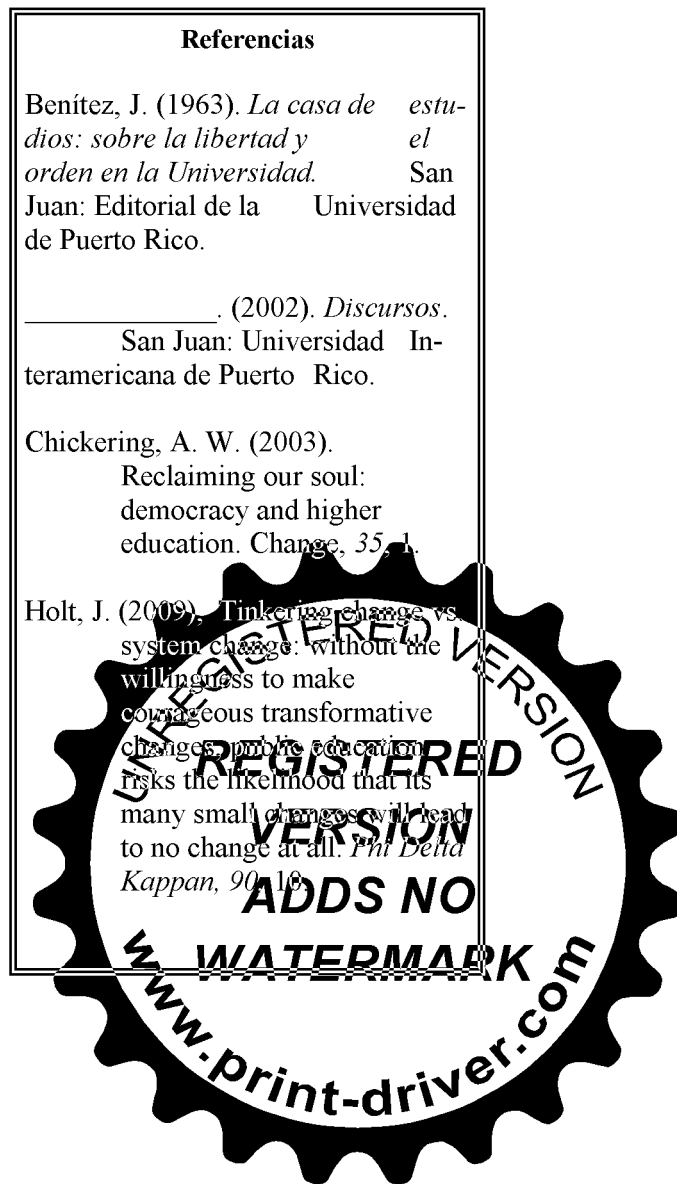 Referencias
Benítez, J. (1963). La casa de estu-
dios: sobre la libertad y el
orden en la Universidad. San
Juan: Editorial de la Universidad
de Puerto Rico.
______________. (2002). Discursos.
San Juan: Universidad In-
teramericana de Puerto Rico.
Chickering, A. W. (2003).
Reclaiming our soul:
democracy and higher
education. Change, 35, 1.
Holt, J. (2009), Tinkering change vs.
system change: without the
willingness to make
courageous transformative
changes, public education
risks the likelihood that its
many small changes will lead
to no change at all. Phi Delta
Kappan, 90, 10.
UNREGISTERED VERSION
REGISTERED
VERSION
ADDS NO
WATERMARK
www.print-driver.com